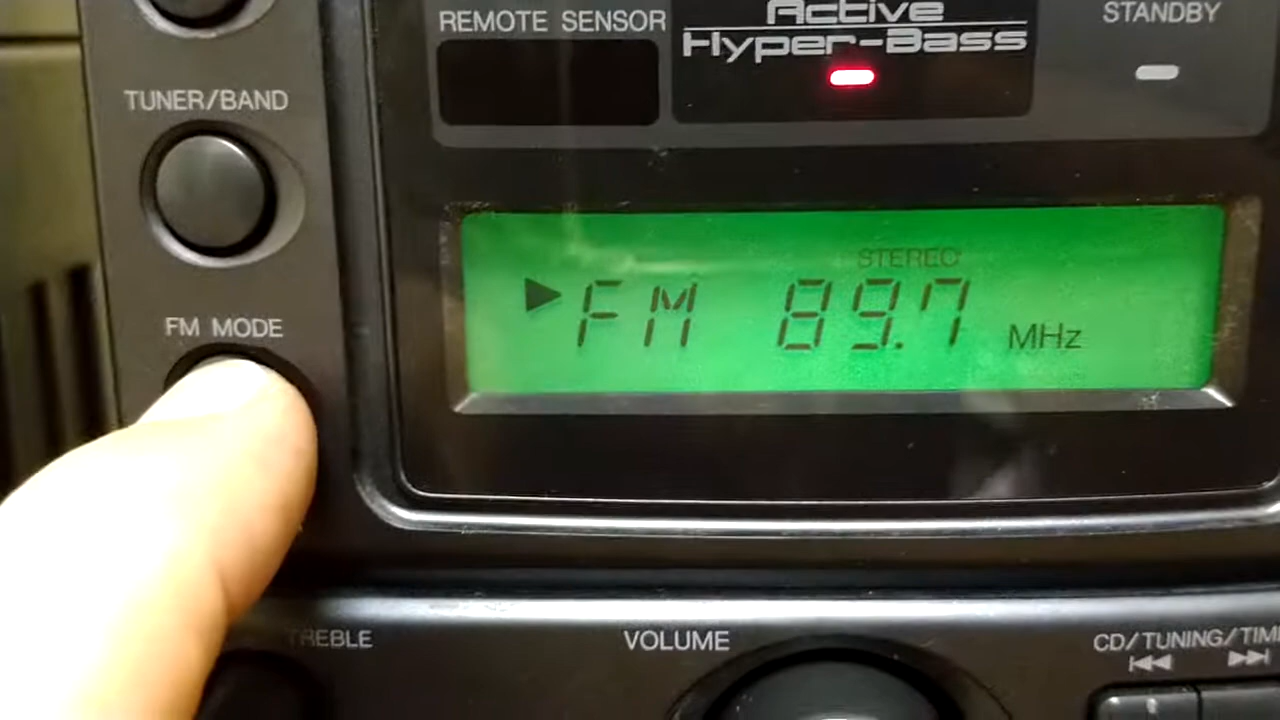 REMOTE SENSOR
Active
Hyper-Bass
STANDBY
TUNER/BAND
STEREO
FM 89.7 MHz
FM MODE
TREBLE
VOLUME
CD/TUNING/TIM